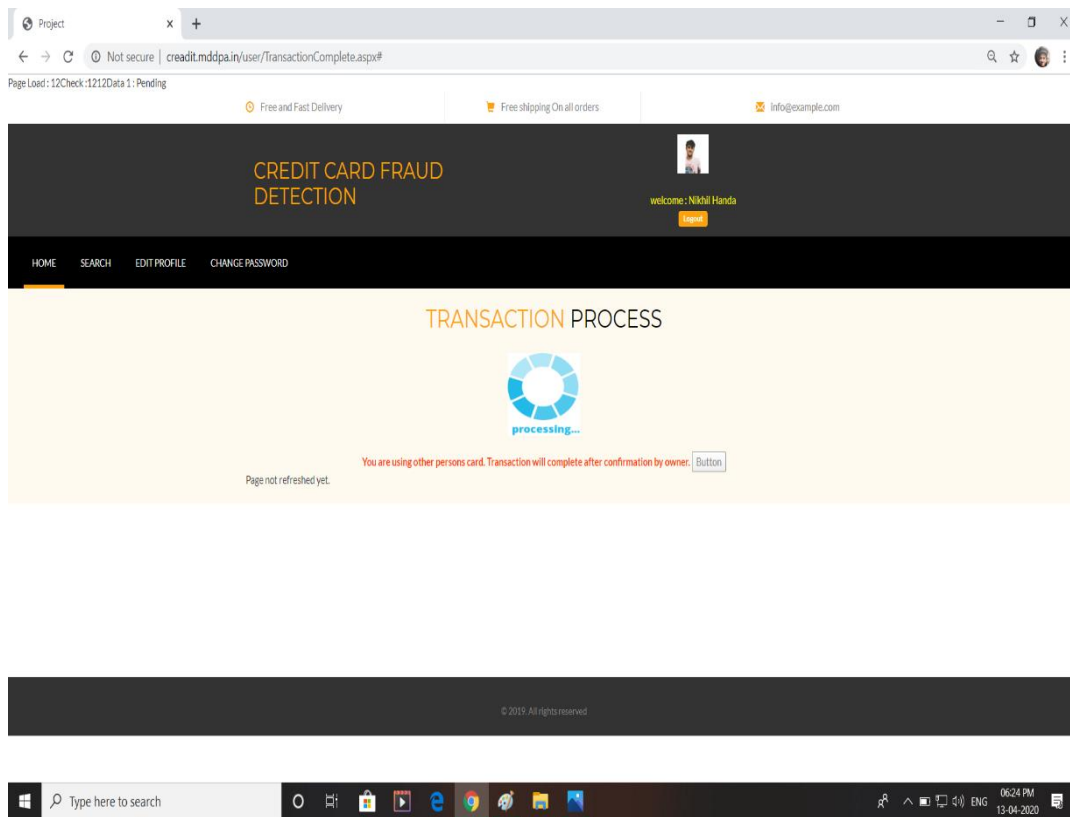 Project
Not secure | creadit.mddpa.in/user/TransactionComplete.aspx#
Page Load : 12Check :1212Data 1 : Pending
Free and Fast Delivery Free shipping On all orders info@example.com
CREDIT CARD FRAUD
DETECTION
welcome : Nikhil Handa
Logout
HOME SEARCH EDIT PROFILE CHANGE PASSWORD
TRANSACTION PROCESS
processing...
You are using other persons card. Transaction will complete after confirmation by owner. Button
Page not refreshed yet.
© 2019. All rights reserved
Type here to search
ENG
06:24 PM
13-04-2020